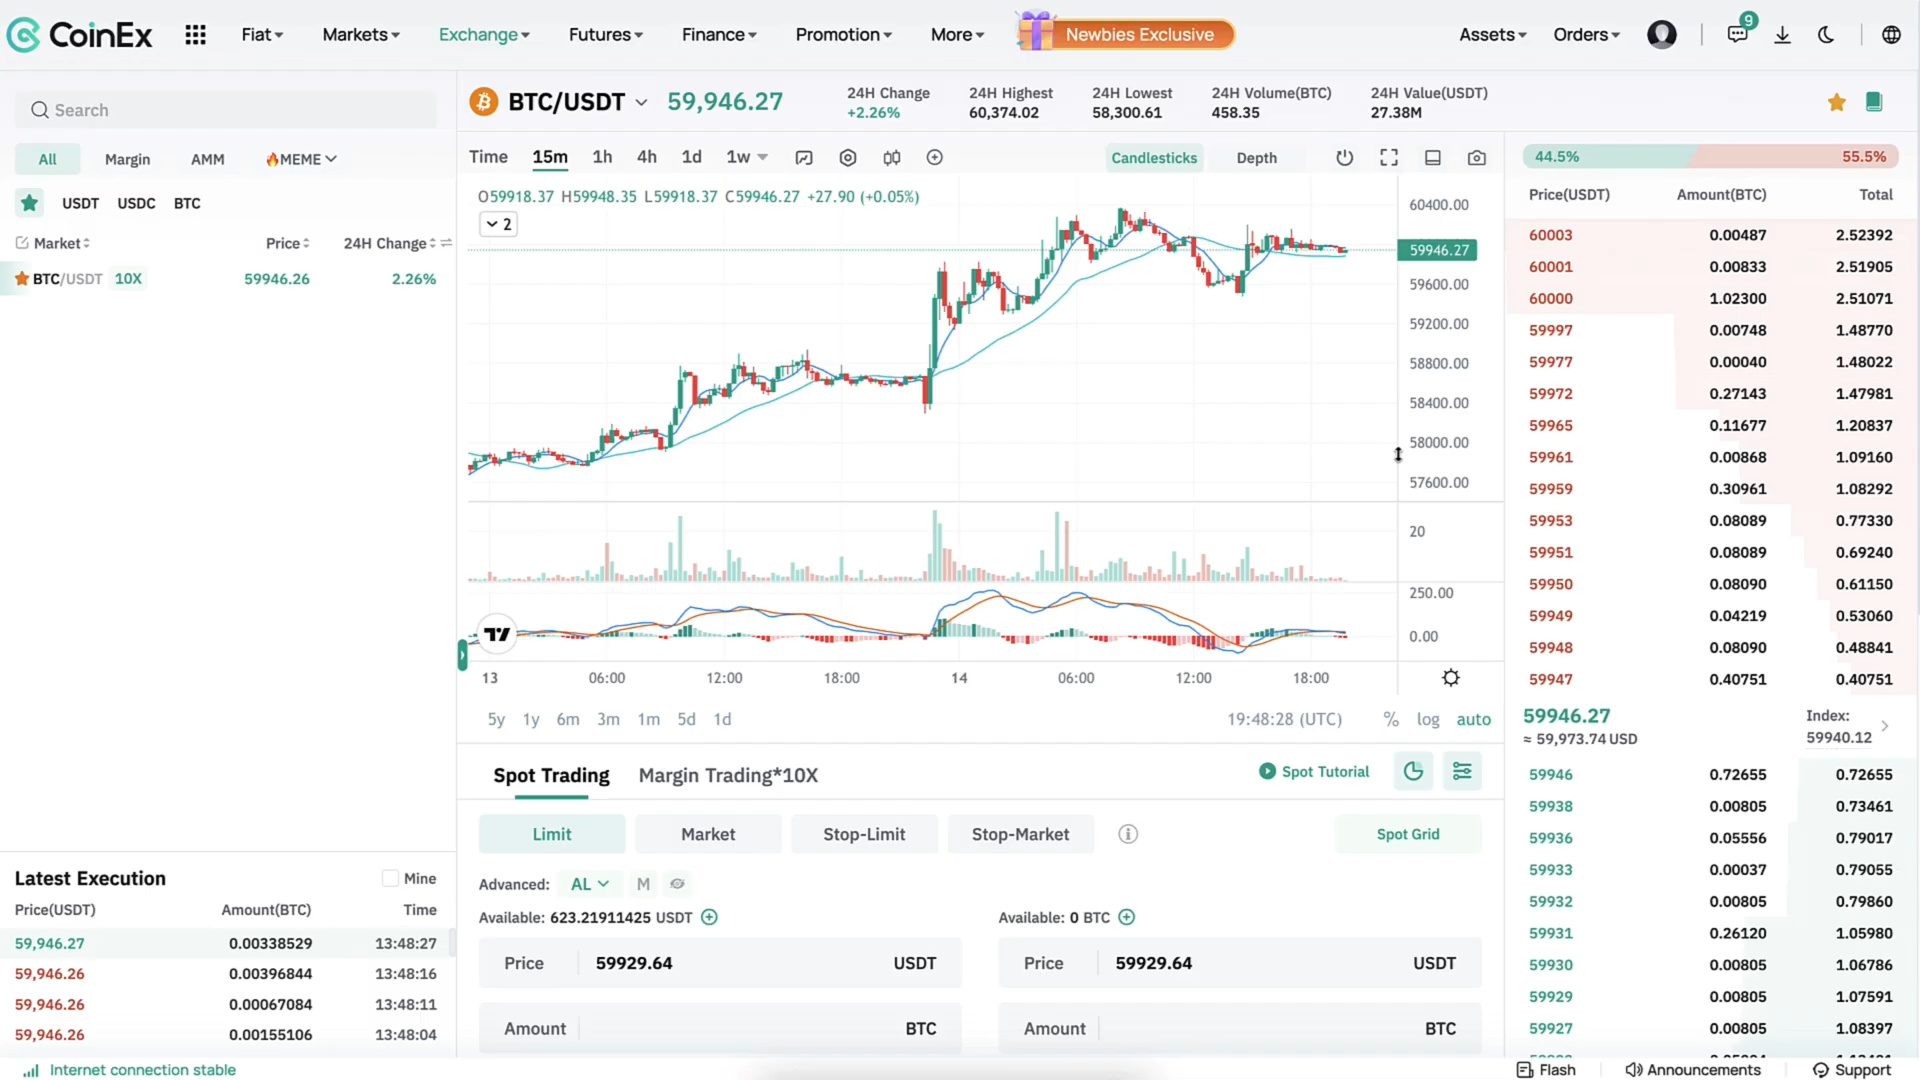 CoinEx
Fiat
Markets
Exchange
Futures
Finance
Promotion
More
Newbies Exclusive
Assets
Orders
9
Search
All
Margin
AMM
🔥MEME
USDT
USDC
BTC
Market
Price
24H Change
BTC/USDT 10X
59946.26
2.26%
Latest Execution
Mine
Price(USDT) Amount(BTC) Time
59,946.27 0.00338529 13:48:27
59,946.26 0.00396844 13:48:16
59,946.26 0.00067084 13:48:11
59,946.26 0.00155106 13:48:04
BTC/USDT
59,946.27
24H Change
+2.26%
24H Highest
60,374.02
24H Lowest
58,300.61
24H Volume(BTC)
458.35
24H Value(USDT)
27.38M
Time 15m 1h 4h 1d 1w
Candlesticks
Depth
O59918.37 H59948.35 L59918.37 C59946.27 +27.90 (+0.05%)
2
60400.00
59946.27
59600.00
59200.00
58800.00
58400.00
58000.00
57600.00
20
250.00
0.00
13 06:00 12:00 18:00 14 06:00 12:00 18:00
5y 1y 6m 3m 1m 5d 1d
19:48:28 (UTC) % log auto
Spot Trading
Margin Trading*10X
Spot Tutorial
Limit
Market
Stop-Limit
Stop-Market
Spot Grid
Advanced: AL M
Available: 623.21911425 USDT
Price 59929.64 USDT
Amount BTC
Available: 0 BTC
Price 59929.64 USDT
Amount BTC
44.5% 55.5%
Price(USDT) Amount(BTC) Total
60003 0.00487 2.52392
60001 0.00833 2.51905
60000 1.02300 2.51071
59997 0.00748 1.48770
59977 0.00040 1.48022
59972 0.27143 1.47981
59965 0.11677 1.20837
59961 0.00868 1.09160
59959 0.30961 1.08292
59953 0.08089 0.77330
59951 0.08089 0.69240
59950 0.08090 0.61150
59949 0.04219 0.53060
59948 0.08090 0.48841
59947 0.40751 0.40751
59946.27
≈ 59,973.74 USD
Index:
59940.12
59946 0.72655 0.72655
59938 0.00805 0.73461
59936 0.05556 0.79017
59933 0.00037 0.79055
59932 0.00805 0.79860
59931 0.26120 1.05980
59930 0.00805 1.06786
59929 0.00805 1.07591
59927 0.00805 1.08397
Internet connection stable
Flash
Announcements
Support